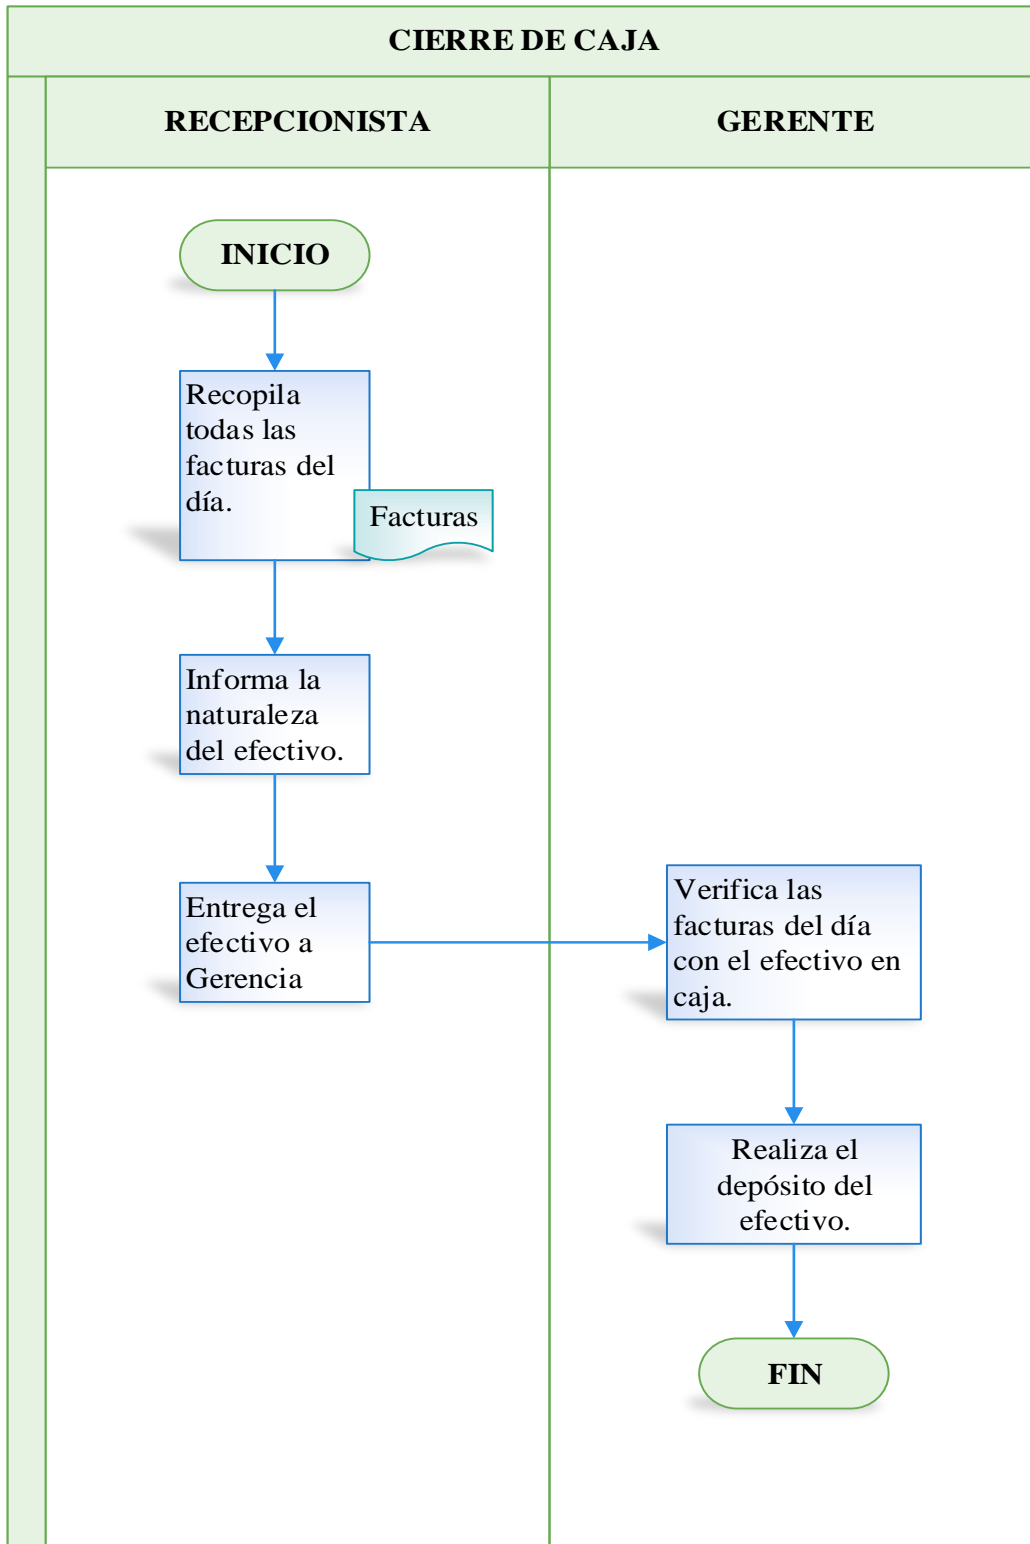 CIERRE DE CAJA
RECEPCIONISTA
GERENTE
INICIO
Recopila
todas las
facturas del
día.
Facturas
Informa la
naturaleza
del efectivo.
Entrega el
efectivo a
Gerencia
Verifica las
facturas del día
con el efectivo en
caja.
Realiza el
depósito del
efectivo.
FIN